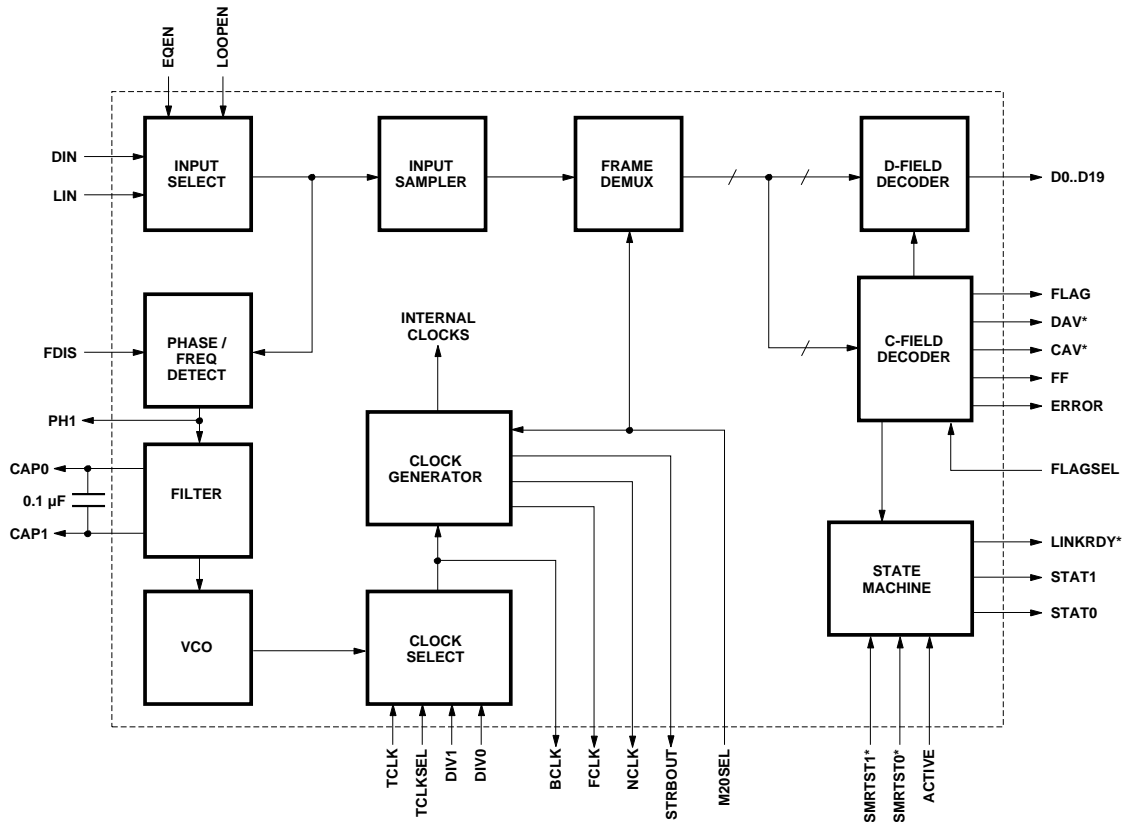 EQEN
LOOPEN
DIN
LIN
INPUT
SELECT
INPUT
SAMPLER
FRAME
DEMUX
D-FIELD
DECODER
D0..D19
FDIS
PHASE /
FREQ
DETECT
INTERNAL
CLOCKS
C-FIELD
DECODER
FLAG
DAV*
CAV*
FF
ERROR
FLAGSEL
PH1
CAP0
0.1 µF
CAP1
FILTER
CLOCK
GENERATOR
STATE
MACHINE
LINKRDY*
STAT1
STAT0
VCO
CLOCK
SELECT
TCLK
TCLKSEL
DIV1
DIV0
BCLK
FCLK
NCLK
STRBOUT
M20SEL
SMRTST1*
SMRTST0*
ACTIVE